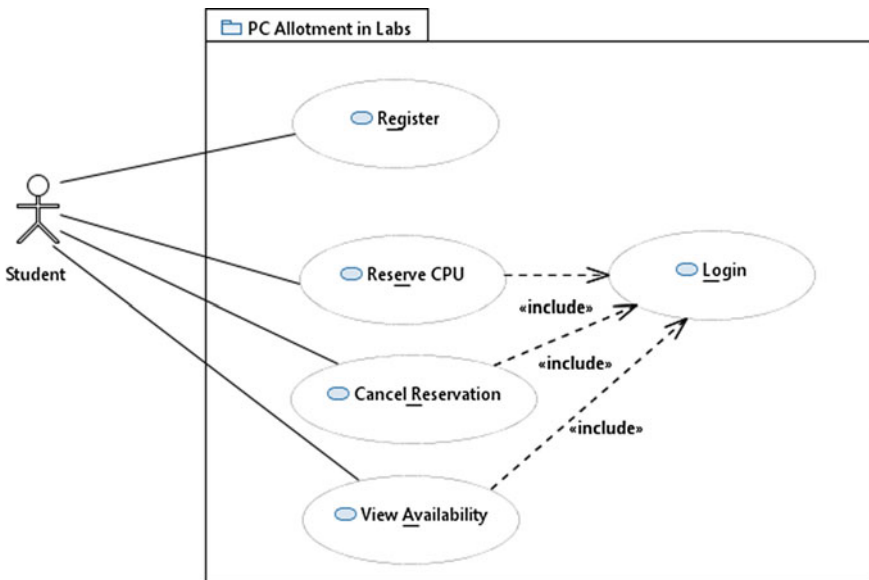 PC Allotment in Labs
Register
Student
Reserve CPU
Login
«include»
«include»
Cancel Reservation
«include»
View Availability